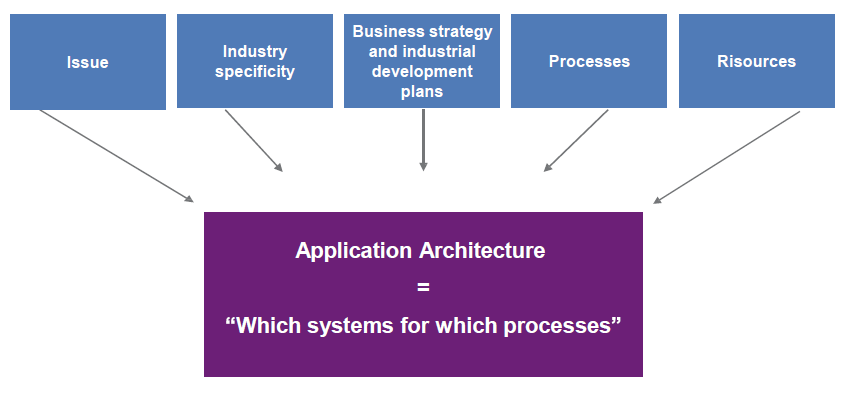 Issue
Industry
specificity
Business strategy
and industrial
development
plans
Processes
Risources
Application Architecture
=
“Which systems for which processes”